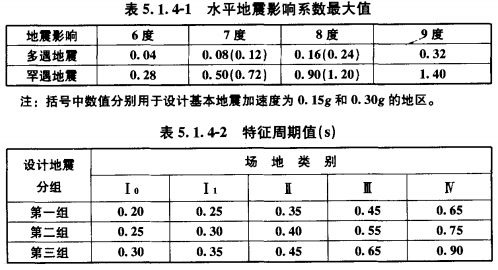 表 5.1.4-1 水平地震影响系数最大值
地震影响 6 度 7 度 8 度 9 度
多遇地震 0.04 0.08(0.12) 0.16(0.24) 0.32
罕遇地震 0.28 0.50(0.72) 0.90(1.20) 1.40
注：括号中数值分别用于设计基本地震加速度为 0.15g 和 0.30g 的地区。
表 5.1.4-2 特征周期值(s)
设计地震分组 场地类别
Ⅰ₀ Ⅰ₁ Ⅱ Ⅲ Ⅳ
第一组 0.20 0.25 0.35 0.45 0.65
第二组 0.25 0.30 0.40 0.55 0.75
第三组 0.30 0.35 0.45 0.65 0.90